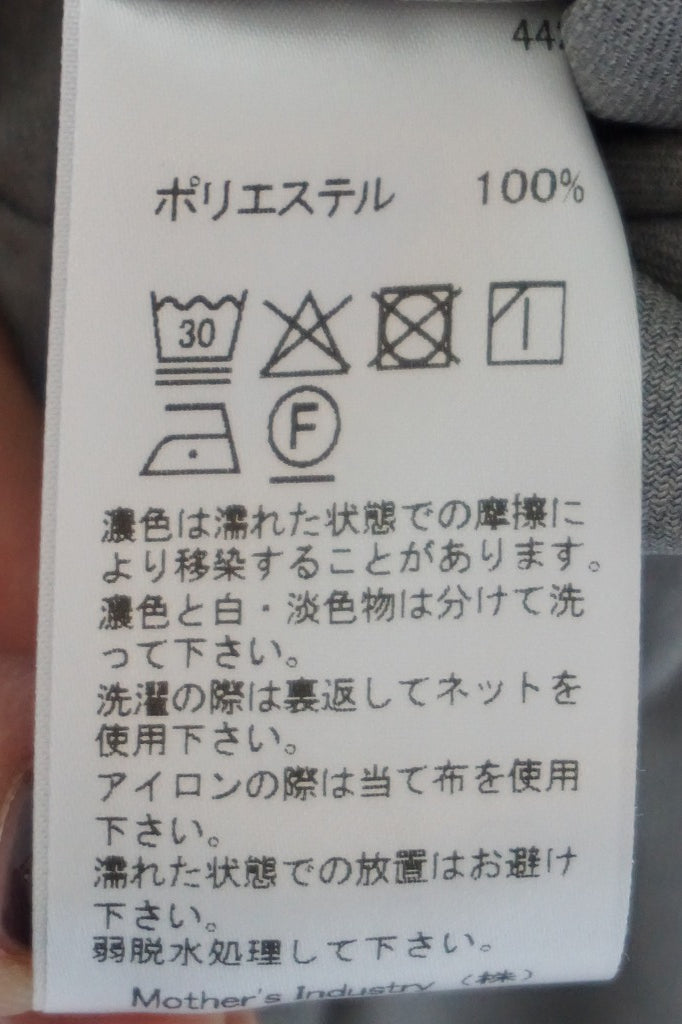 ポリエステル 100%
30
F
濃色は濡れた状態での摩擦に
より移染することがあります。
濃色と白・淡色物は分けて洗
って下さい。
洗濯の際は裏返してネットを
使用下さい。
アイロンの際は当て布を使用
下さい。
濡れた状態での放置はお避け
下さい。
弱脱水処理して下さい。
Mother's Industry (株)